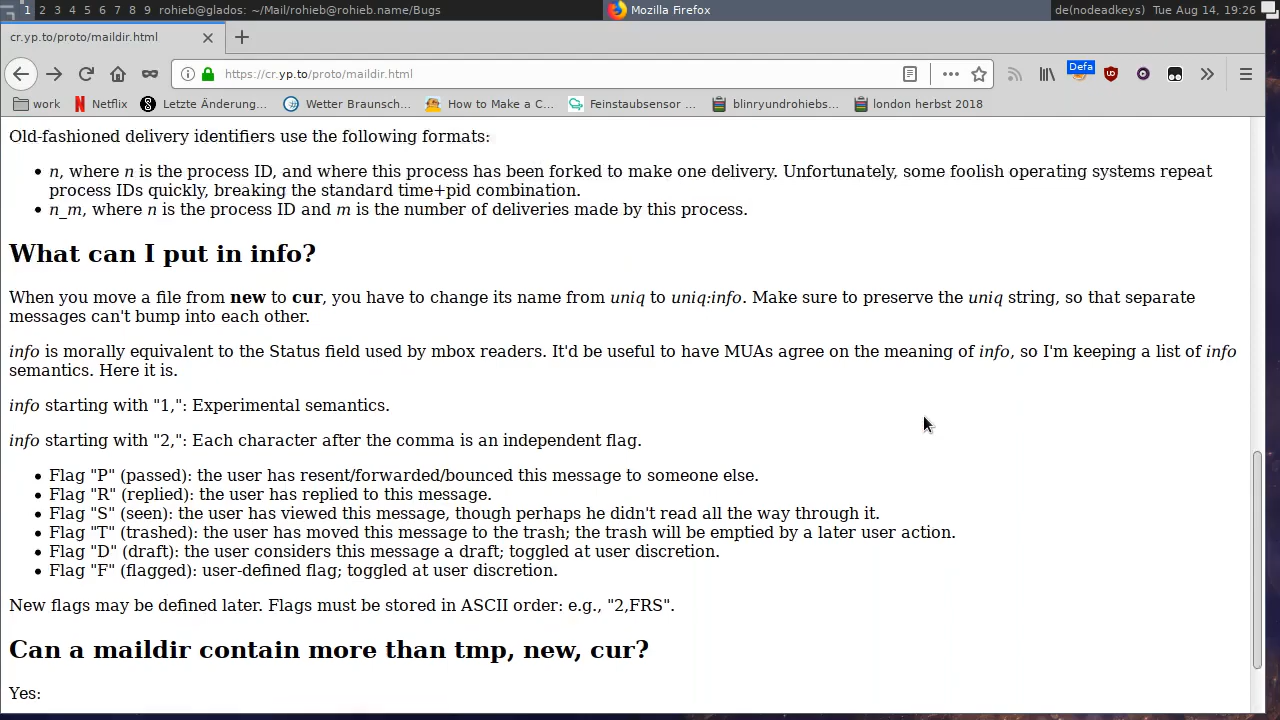 1 2 3 4 5 6 7 8 9 rohieb@glados: ~/Mail/rohieb@rohieb.name/Bugs Mozilla Firefox de(nodeadkeys) Tue Aug 14, 19:26
cr.yp.to/proto/maildir.html
https://cr.yp.to/proto/maildir.html Defa
work Netflix Letzte Änderung... Wetter Braunsch... How to Make a C... Feinstaubsensor ... blinryundrohiebs... london herbst 2018
Old-fashioned delivery identifiers use the following formats:
• n, where n is the process ID, and where this process has been forked to make one delivery. Unfortunately, some foolish operating systems repeat
process IDs quickly, breaking the standard time+pid combination.
• n_m, where n is the process ID and m is the number of deliveries made by this process.
What can I put in info?
When you move a file from new to cur, you have to change its name from uniq to uniq:info. Make sure to preserve the uniq string, so that separate
messages can't bump into each other.
info is morally equivalent to the Status field used by mbox readers. It'd be useful to have MUAs agree on the meaning of info, so I'm keeping a list of info
semantics. Here it is.
info starting with "1,": Experimental semantics.
info starting with "2,": Each character after the comma is an independent flag.
• Flag "P" (passed): the user has resent/forwarded/bounced this message to someone else.
• Flag "R" (replied): the user has replied to this message.
• Flag "S" (seen): the user has viewed this message, though perhaps he didn't read all the way through it.
• Flag "T" (trashed): the user has moved this message to the trash; the trash will be emptied by a later user action.
• Flag "D" (draft): the user considers this message a draft; toggled at user discretion.
• Flag "F" (flagged): user-defined flag; toggled at user discretion.
New flags may be defined later. Flags must be stored in ASCII order: e.g., "2,FRS".
Can a maildir contain more than tmp, new, cur?
Yes: